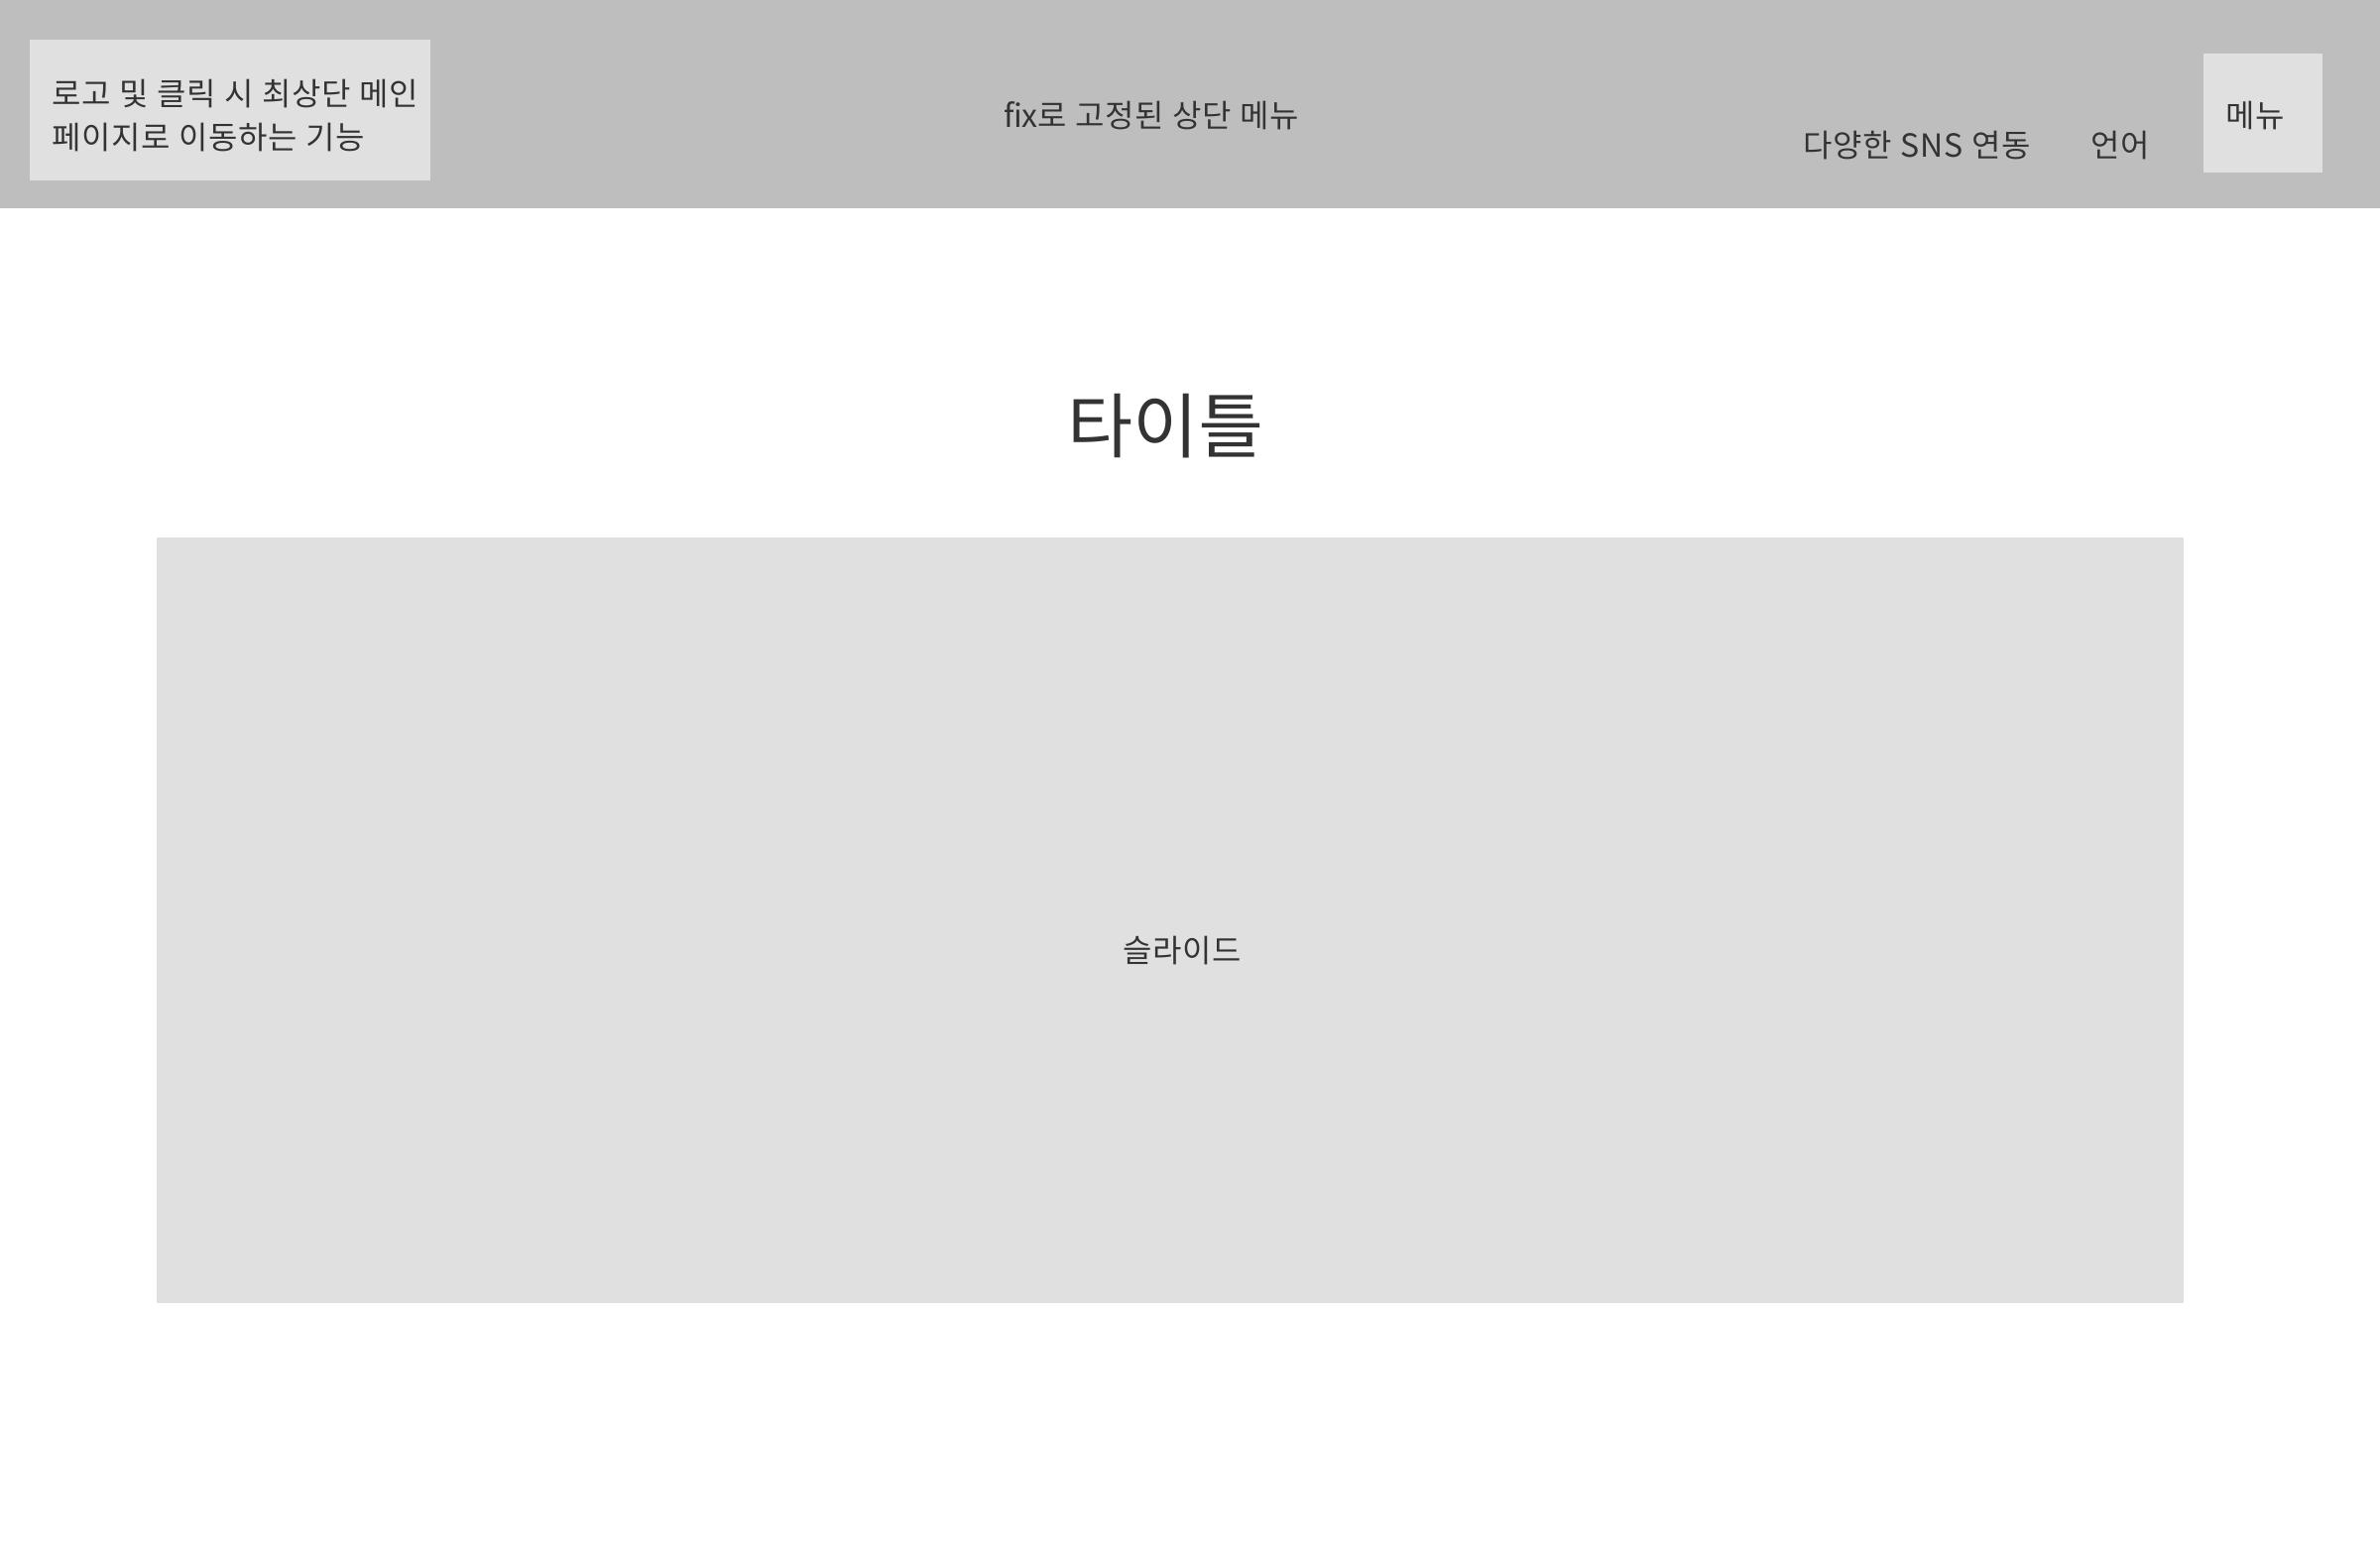 로고 및 클릭 시 최상단 메인
페이지로 이동하는 기능
fix로 고정된 상단 메뉴
다양한 SNS 연동
언어
메뉴
타이틀
슬라이드